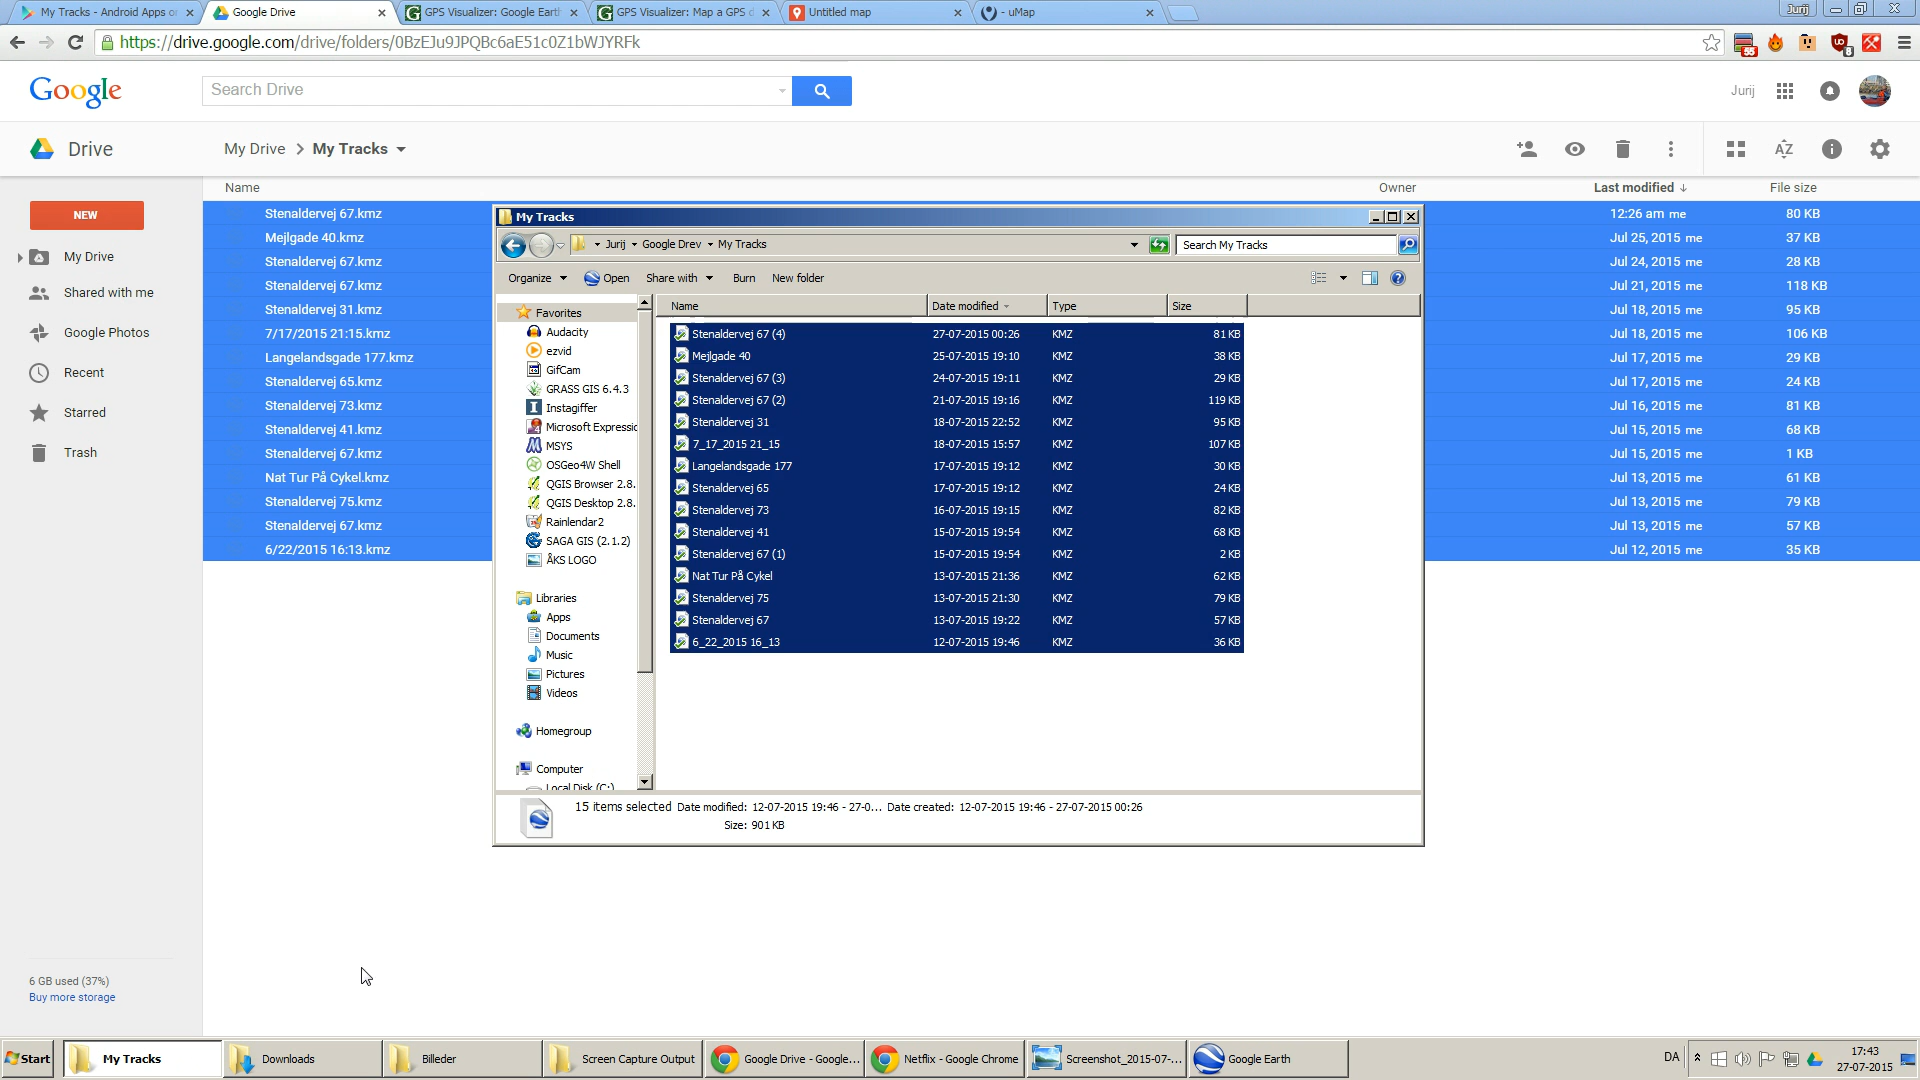 My Tracks - Android Apps on
Google Drive
GPS Visualizer: Google Earth
GPS Visualizer: Map a GPS d
Untitled map
- uMap
Jurij
https://drive.google.com/drive/folders/0BzEJu9JPQBc6aE51c0Z1bWJYRFk
Google
Search Drive
Jurij
Drive
My Drive > My Tracks
Name
Owner
Last modified ↓
File size
NEW
My Drive
Shared with me
Google Photos
Recent
Starred
Trash
6 GB used (37%)
Buy more storage
Stenaldervej 67.kmz 12:26 am me 80 KB
Mejlgade 40.kmz Jul 25, 2015 me 37 KB
Stenaldervej 67.kmz Jul 24, 2015 me 28 KB
Stenaldervej 67.kmz Jul 21, 2015 me 118 KB
Stenaldervej 31.kmz Jul 18, 2015 me 95 KB
7/17/2015 21:15.kmz Jul 18, 2015 me 106 KB
Langelandsgade 177.kmz Jul 17, 2015 me 29 KB
Stenaldervej 65.kmz Jul 17, 2015 me 24 KB
Stenaldervej 73.kmz Jul 16, 2015 me 81 KB
Stenaldervej 41.kmz Jul 15, 2015 me 68 KB
Stenaldervej 67.kmz Jul 15, 2015 me 1 KB
Nat Tur På Cykel.kmz Jul 13, 2015 me 61 KB
Stenaldervej 75.kmz Jul 13, 2015 me 79 KB
Stenaldervej 67.kmz Jul 13, 2015 me 57 KB
6/22/2015 16:13.kmz Jul 12, 2015 me 35 KB
My Tracks
Jurij Google Drev My Tracks
Search My Tracks
Organize Open Share with Burn New folder
Favorites
Audacity
ezvid
GifCam
GRASS GIS 6.4.3
Instagiffer
Microsoft Expressic
MSYS
OSGeo4W Shell
QGIS Browser 2.8.
QGIS Desktop 2.8.
Rainlendar2
SAGA GIS (2.1.2)
ÅKS LOGO
Libraries
Apps
Documents
Music
Pictures
Videos
Homegroup
Computer
Local Disk (C:)
Name Date modified Type Size
Stenaldervej 67 (4) 27-07-2015 00:26 KMZ 81 KB
Mejlgade 40 25-07-2015 19:10 KMZ 38 KB
Stenaldervej 67 (3) 24-07-2015 19:11 KMZ 29 KB
Stenaldervej 67 (2) 21-07-2015 19:16 KMZ 119 KB
Stenaldervej 31 18-07-2015 22:52 KMZ 95 KB
7_17_2015 21_15 18-07-2015 15:57 KMZ 107 KB
Langelandsgade 177 17-07-2015 19:12 KMZ 30 KB
Stenaldervej 65 17-07-2015 19:12 KMZ 24 KB
Stenaldervej 73 16-07-2015 19:15 KMZ 82 KB
Stenaldervej 41 15-07-2015 19:54 KMZ 68 KB
Stenaldervej 67 (1) 15-07-2015 19:54 KMZ 2 KB
Nat Tur På Cykel 13-07-2015 21:36 KMZ 62 KB
Stenaldervej 75 13-07-2015 21:30 KMZ 79 KB
Stenaldervej 67 13-07-2015 19:22 KMZ 57 KB
6_22_2015 16_13 12-07-2015 19:46 KMZ 36 KB
15 items selected Date modified: 12-07-2015 19:46 - 27-0... Date created: 12-07-2015 19:46 - 27-07-2015 00:26
Size: 901 KB
Start
My Tracks
Downloads
Billeder
Screen Capture Output
Google Drive - Google...
Netflix - Google Chrome
Screenshot_2015-07-...
Google Earth
DA
17:43
27-07-2015